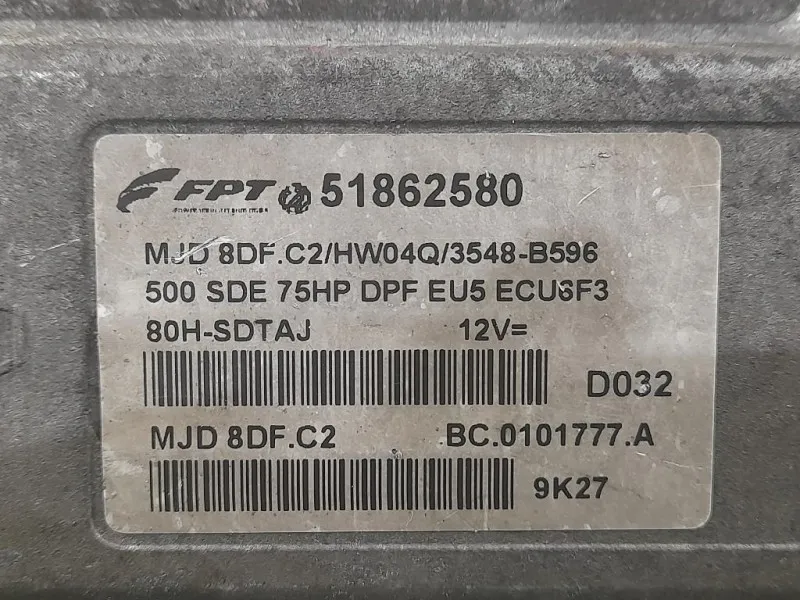 FPT 51862580
MJD 8DF.C2/HW04Q/3548-B596
500 SDE 75HP DPF EU5 ECU6F3
80H-SDTAJ 12V=
D032
MJD 8DF.C2 BC.0101777.A
9K27